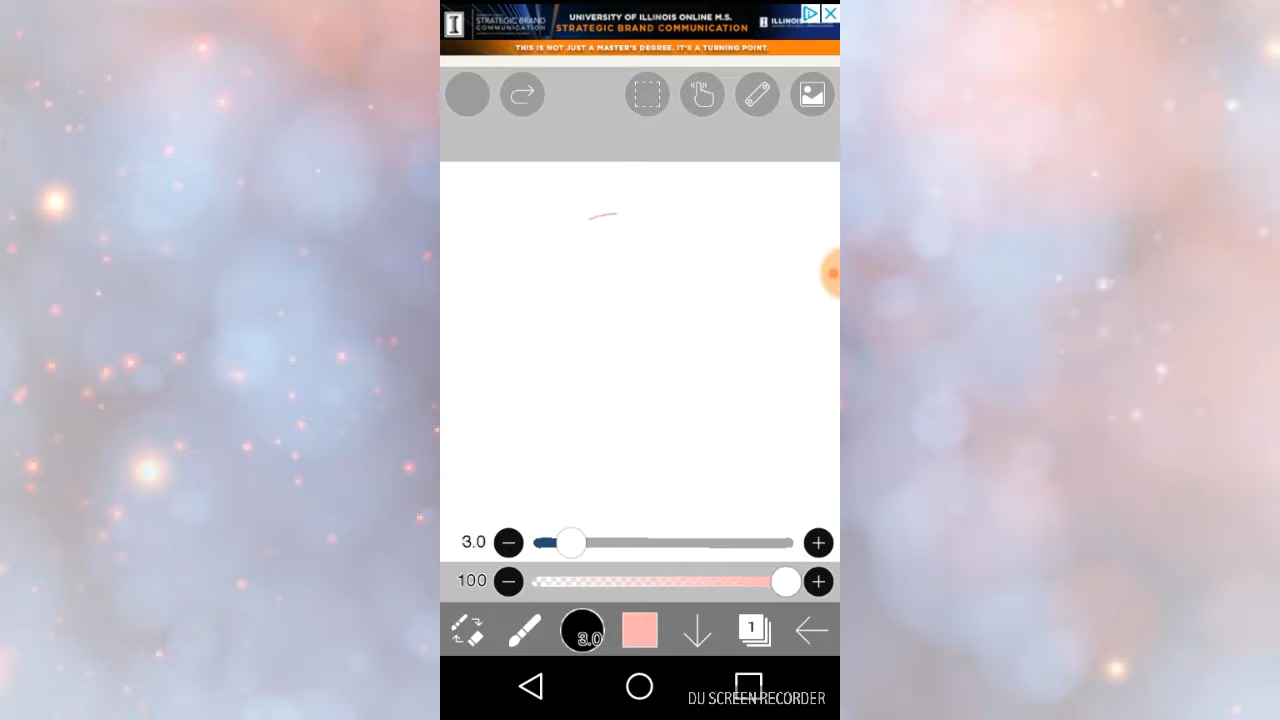 I STRATEGIC BRAND COMMUNICATION
UNIVERSITY OF ILLINOIS ONLINE M.S.
STRATEGIC BRAND COMMUNICATION
I ILLINOIS
THIS IS NOT JUST A MASTER'S DEGREE. IT'S A TURNING POINT.
3.0
100
3.0
1
DU SCREEN RECORDER